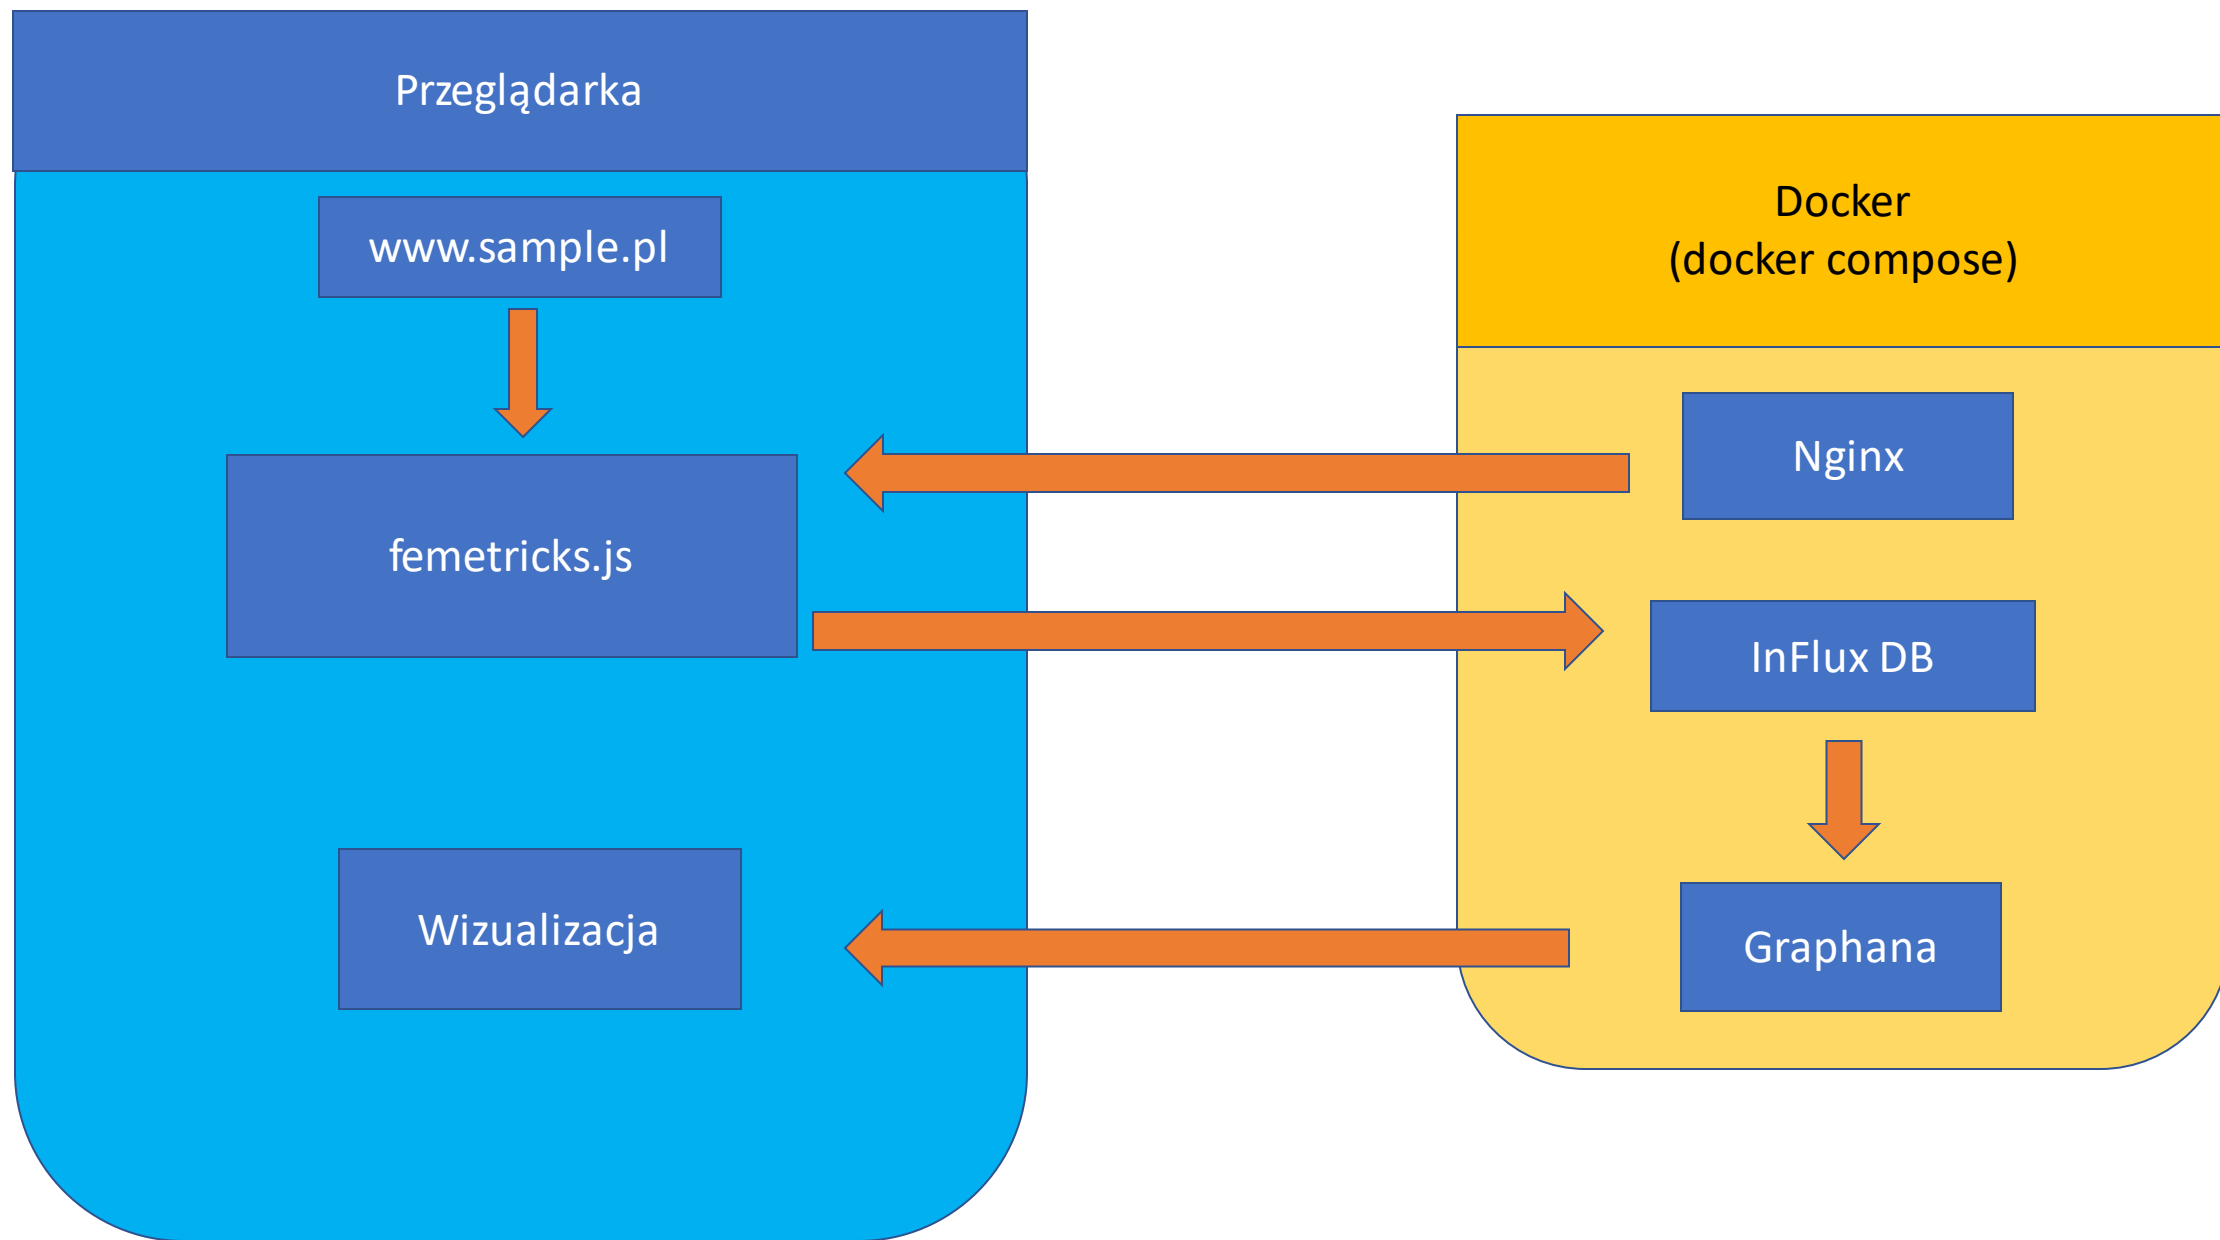 Przeglądarka
www.sample.pl
femetricks.js
Wizualizacja
Docker
(docker compose)
Nginx
InFlux DB
Graphana